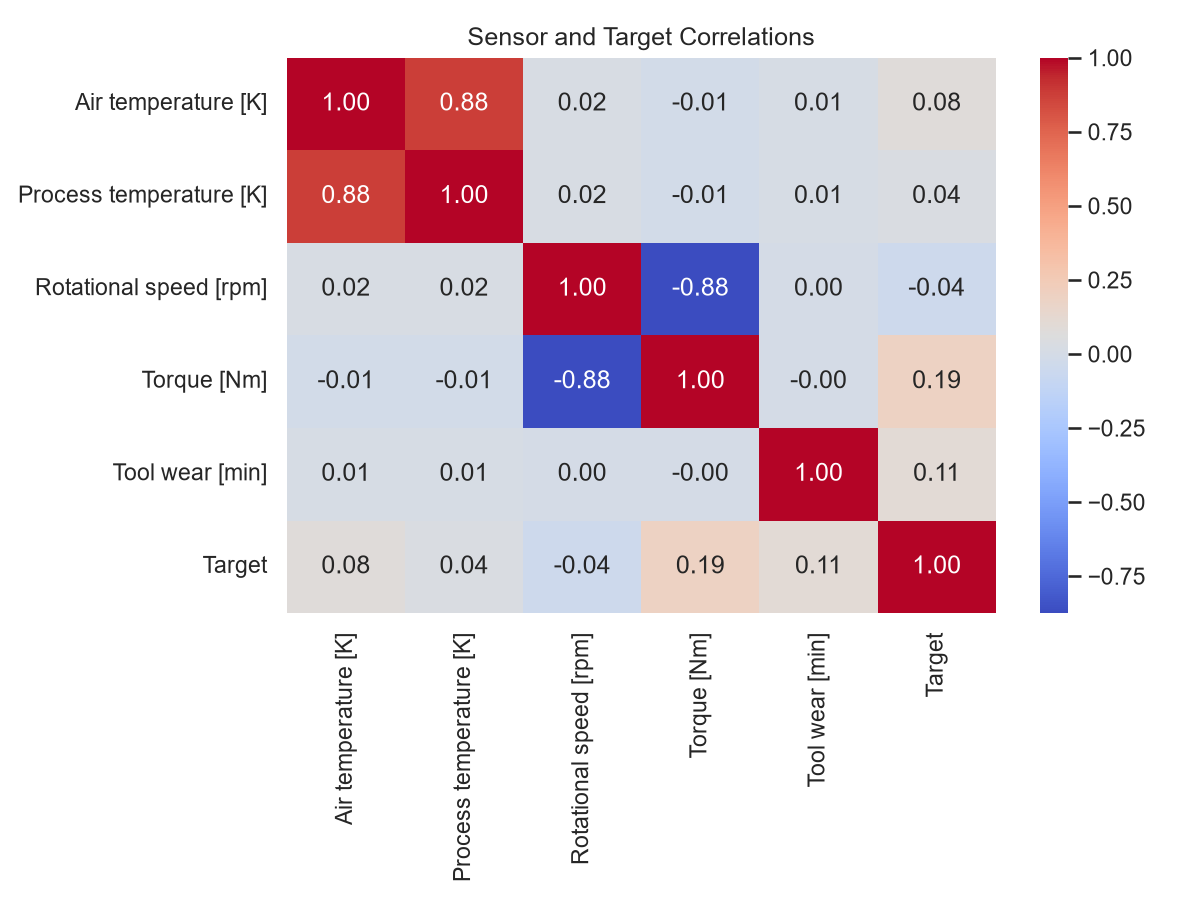 Sensor and Target Correlations
Air temperature [K] 1.00 0.88 0.02 -0.01 0.01 0.08
Process temperature [K] 0.88 1.00 0.02 -0.01 0.01 0.04
Rotational speed [rpm] 0.02 0.02 1.00 -0.88 0.00 -0.04
Torque [Nm] -0.01 -0.01 -0.88 1.00 -0.00 0.19
Tool wear [min] 0.01 0.01 0.00 -0.00 1.00 0.11
Target 0.08 0.04 -0.04 0.19 0.11 1.00
Air temperature [K]
Process temperature [K]
Rotational speed [rpm]
Torque [Nm]
Tool wear [min]
Target
1.00
0.75
0.50
0.25
0.00
−0.25
−0.50
−0.75